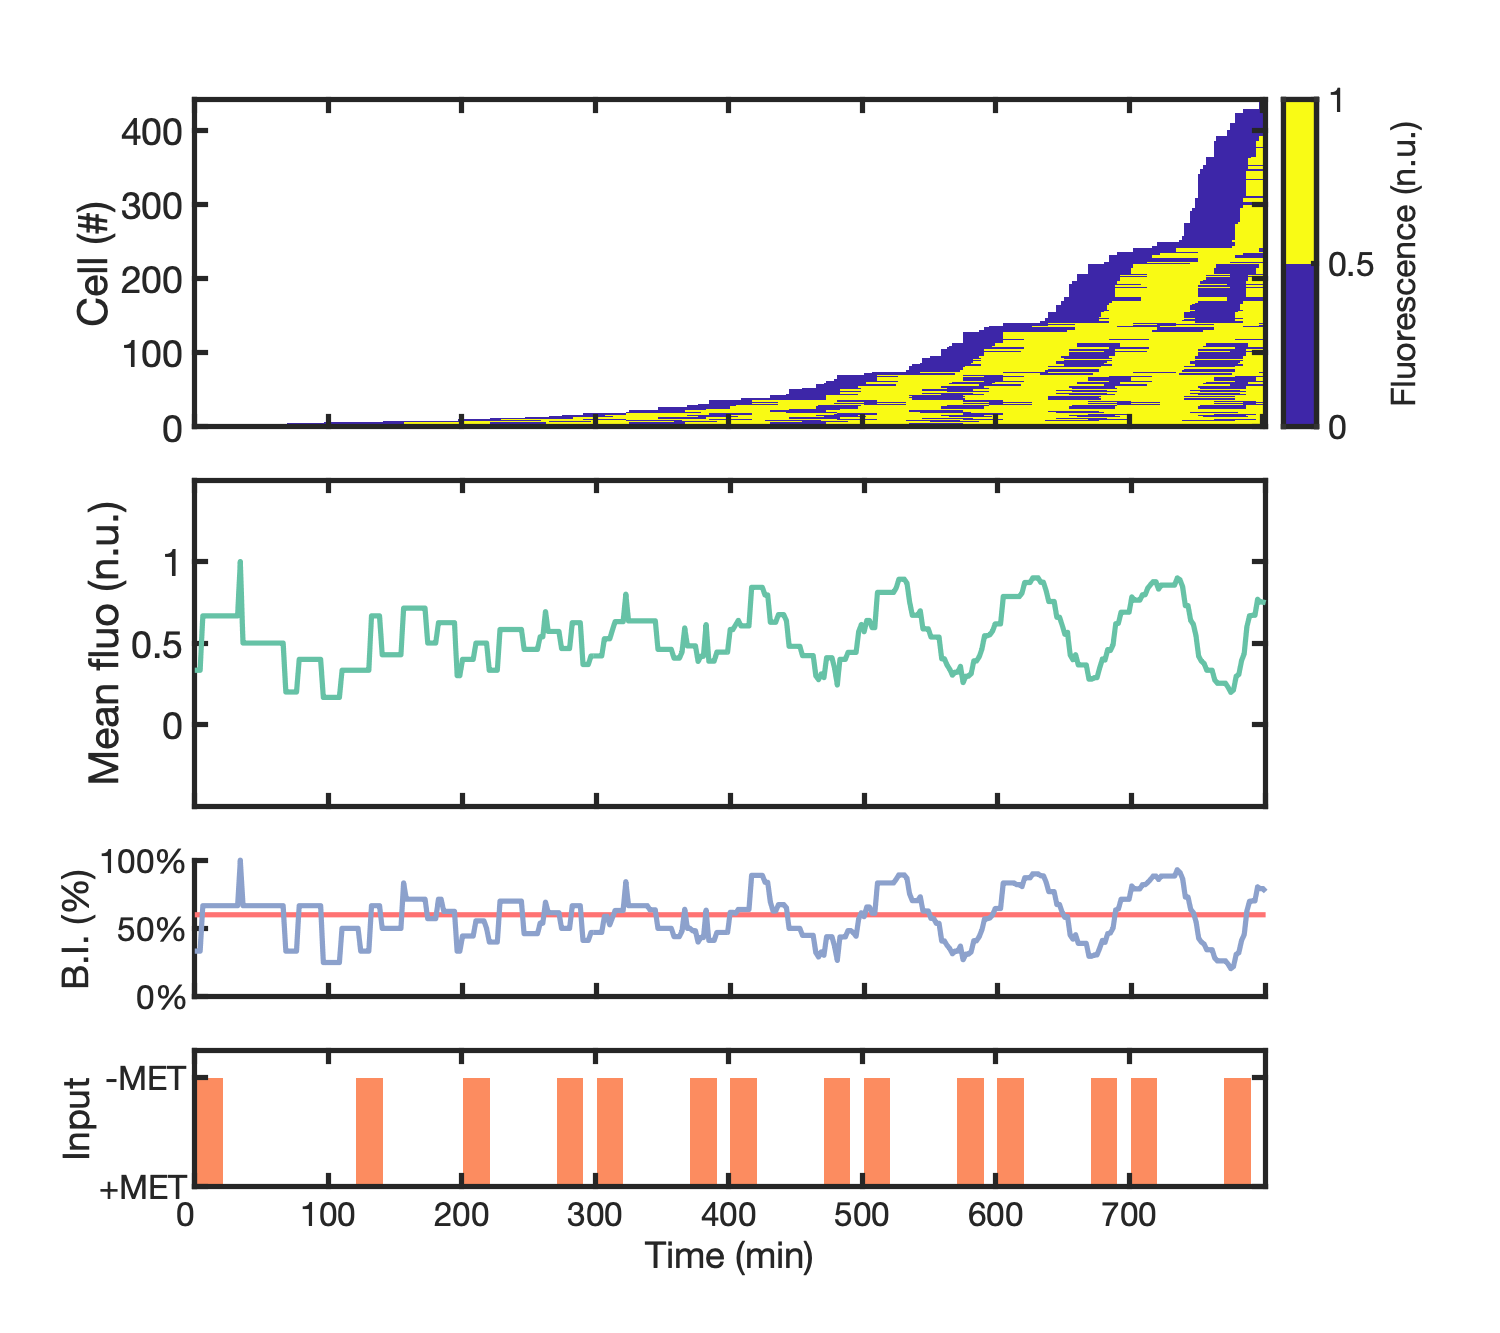 Cell (#)
400
300
200
100
0
1
0.5
0
Fluorescence (n.u.)
Mean fluo (n.u.)
1
0.5
0
B.I. (%)
100%
50%
0%
Input
-MET
+MET
0 100 200 300 400 500 600 700
Time (min)